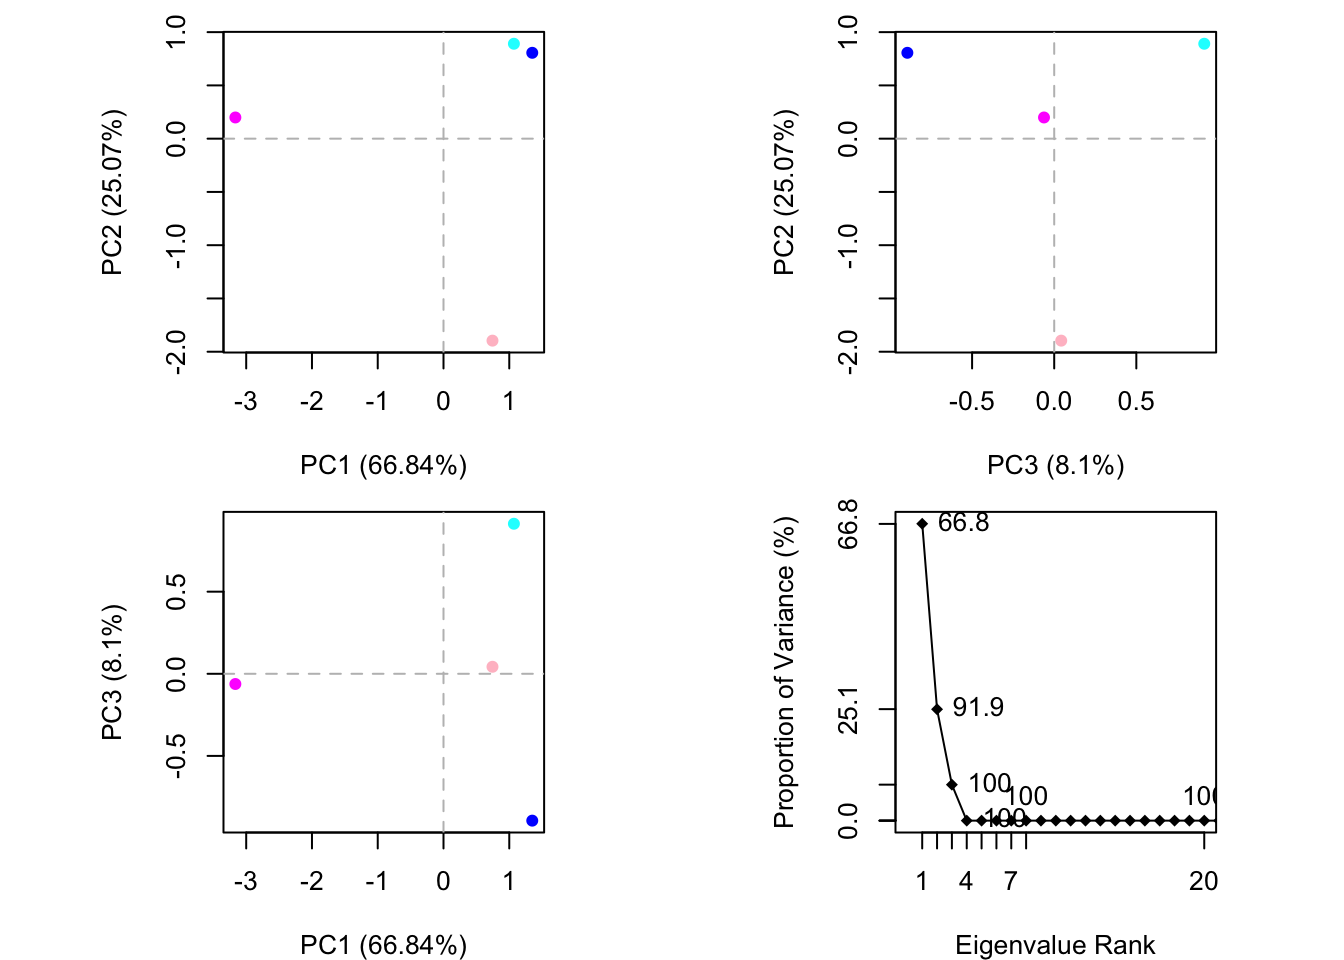 PC2 (25.07%)
1.0
0.0
-1.0
-2.0
-3 -2 -1 0 1
PC1 (66.84%)
PC2 (25.07%)
1.0
0.0
-1.0
-2.0
-0.5 0.0 0.5
PC3 (8.1%)
PC3 (8.1%)
0.5
0.0
-0.5
-3 -2 -1 0 1
PC1 (66.84%)
Proportion of Variance (%)
66.8
25.1
0.0
66.8
91.9
100
100
100
100
1 4 7 20
Eigenvalue Rank